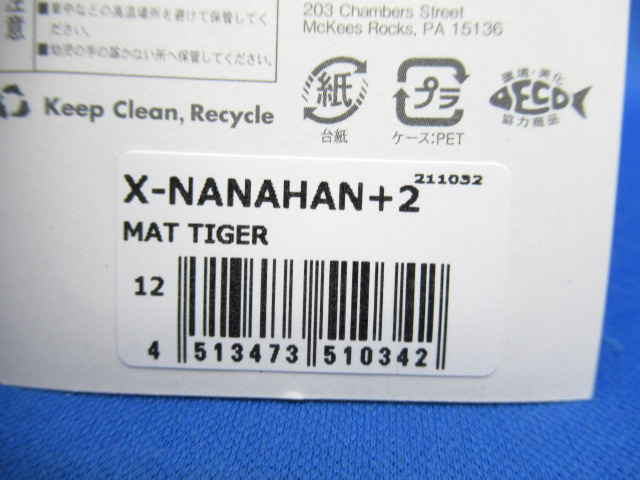 注意
■車中などの高温場所を避けて保管してく
ださい。
■幼児の手の届かない所へ保管してください。
203 Chambers Street
McKees Rocks, PA 15136
Keep Clean, Recycle
紙
台紙
プラ
ケース:PET
環境・美化
ECO
協力商品
X-NANAHAN+2
211032
MAT TIGER
12
4 513473 510342